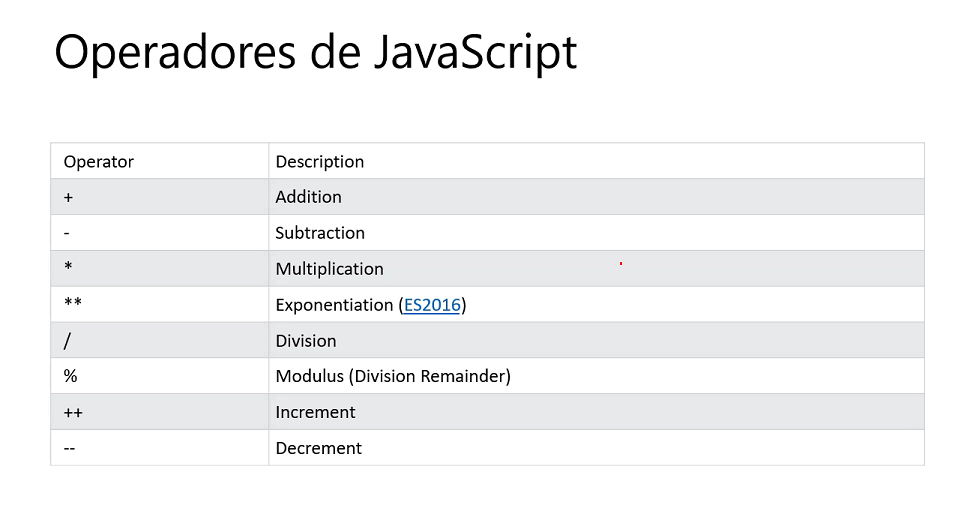 Operadores de JavaScript
Operator Description
+ Addition
- Subtraction
* Multiplication
** Exponentiation (ES2016)
/ Division
% Modulus (Division Remainder)
++ Increment
-- Decrement